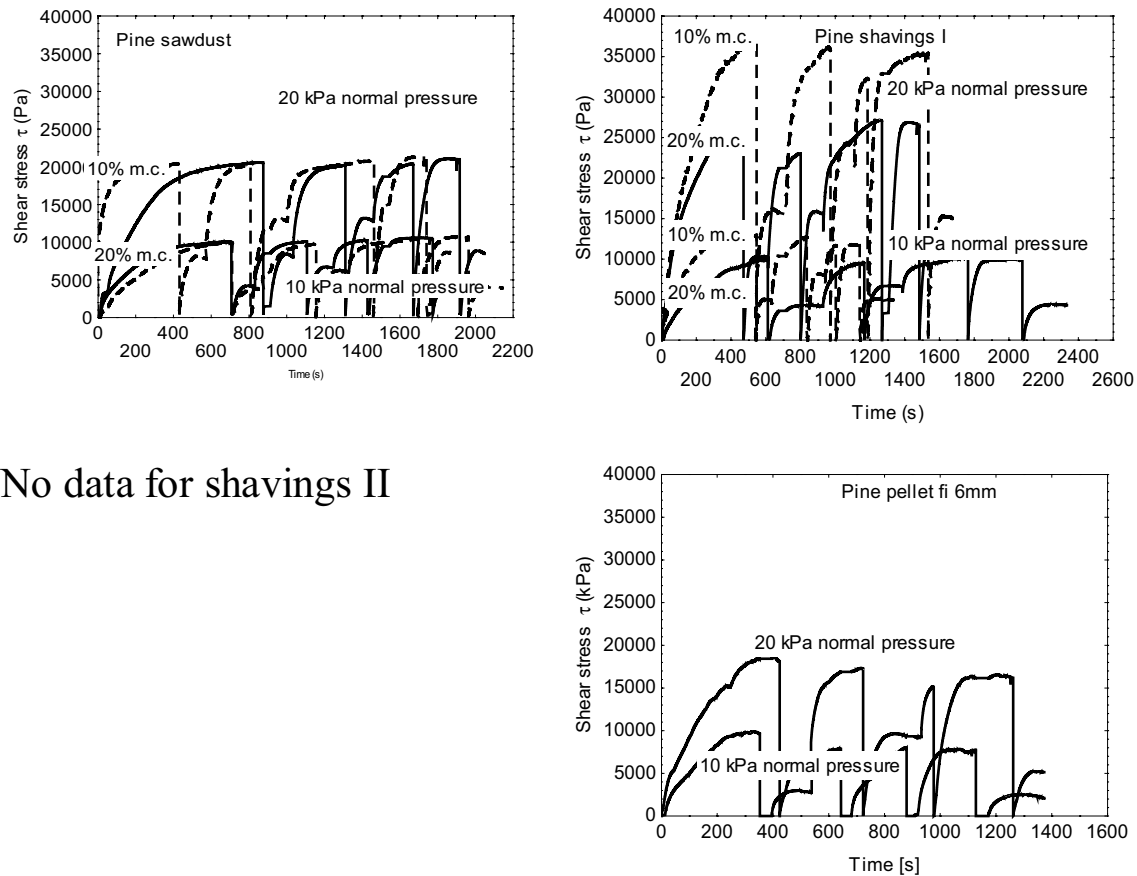 Pine sawdust
20 kPa normal pressure
10% m.c.
20% m.c.
10 kPa normal pressure
Shear stress τ (Pa)
40000
35000
30000
25000
20000
15000
10000
5000
0
0 400 800 1200 1600 2000
200 600 1000 1400 1800 2200
Time (s)
Pine shavings I
10% m.c.
20 kPa normal pressure
20% m.c.
10% m.c.
10 kPa normal pressure
20% m.c.
Shear stress τ (Pa)
40000
35000
30000
25000
20000
15000
10000
5000
0
0 400 800 1200 1600 2000 2400
200 600 1000 1400 1800 2200 2600
Time (s)
No data for shavings II
Pine pellet fi 6mm
20 kPa normal pressure
10 kPa normal pressure
Shear stress τ (kPa)
40000
35000
30000
25000
20000
15000
10000
5000
0
0 200 400 600 800 1000 1200 1400 1600
Time [s]